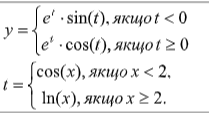 y = { e^t · sin(t), якщо t < 0
e^t · cos(t), якщо t ≥ 0
t = { cos(x), якщо x < 2,
ln(x), якщо x ≥ 2.